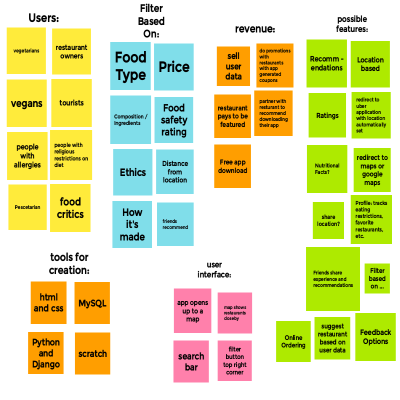 Users:
vegetarians
restaurant
owners
vegans
tourists
people
with
allergies
people with
religious
restrictions on
diet
Pescetarian
food
critics
Filter
Based
On:
Food
Type
Price
Composition /
Ingredients
Food
safety
rating
Ethics
Distance
from
location
How
it's
made
friends
recommend
revenue:
sell
user
data
do promotions
with
restaurants
with app
generated
coupons
restaurant
pays to be
featured
partner with
resturant to
recommend
downloading
their app
Free app
download
possible
features:
Recomm -
endations
Location
based
Ratings
redirect to
uber
application
with location
automatically
set
Nutritional
Facts?
redirect to
maps or
google
maps
share
location?
Profile: tracks
eating
restrictions,
favorite
restaurants,
etc.
Friends share experience
and recommendations
Filter
based
on ...
Online
Ordering
suggest
restaurant
based on
user data
Feedback
Options
tools for
creation:
html
and css
MySQL
Python
and
Django
scratch
user
interface:
app opens
up to a
map
map shows
restaurants
closeby
search
bar
filter
button
top right
corner